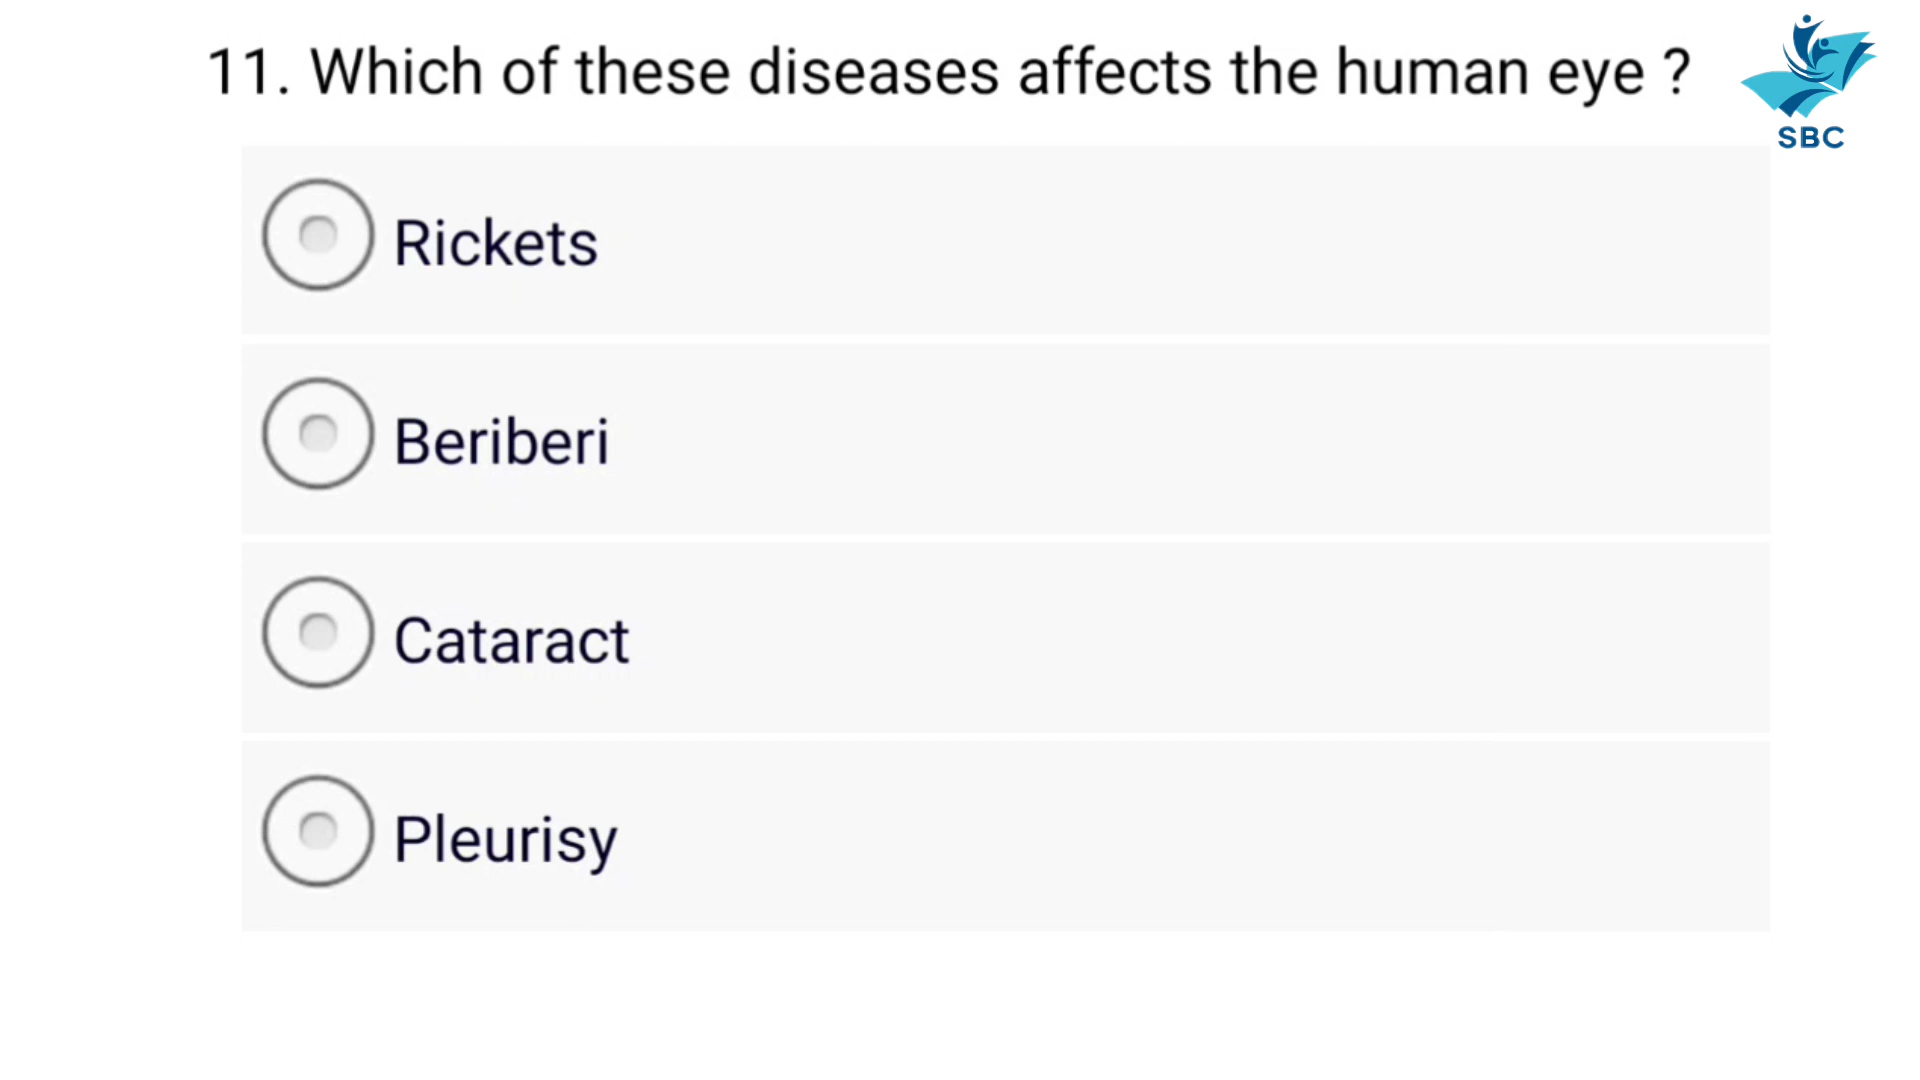 11. Which of these diseases affects the human eye ?
SBC
Rickets
Beriberi
Cataract
Pleurisy